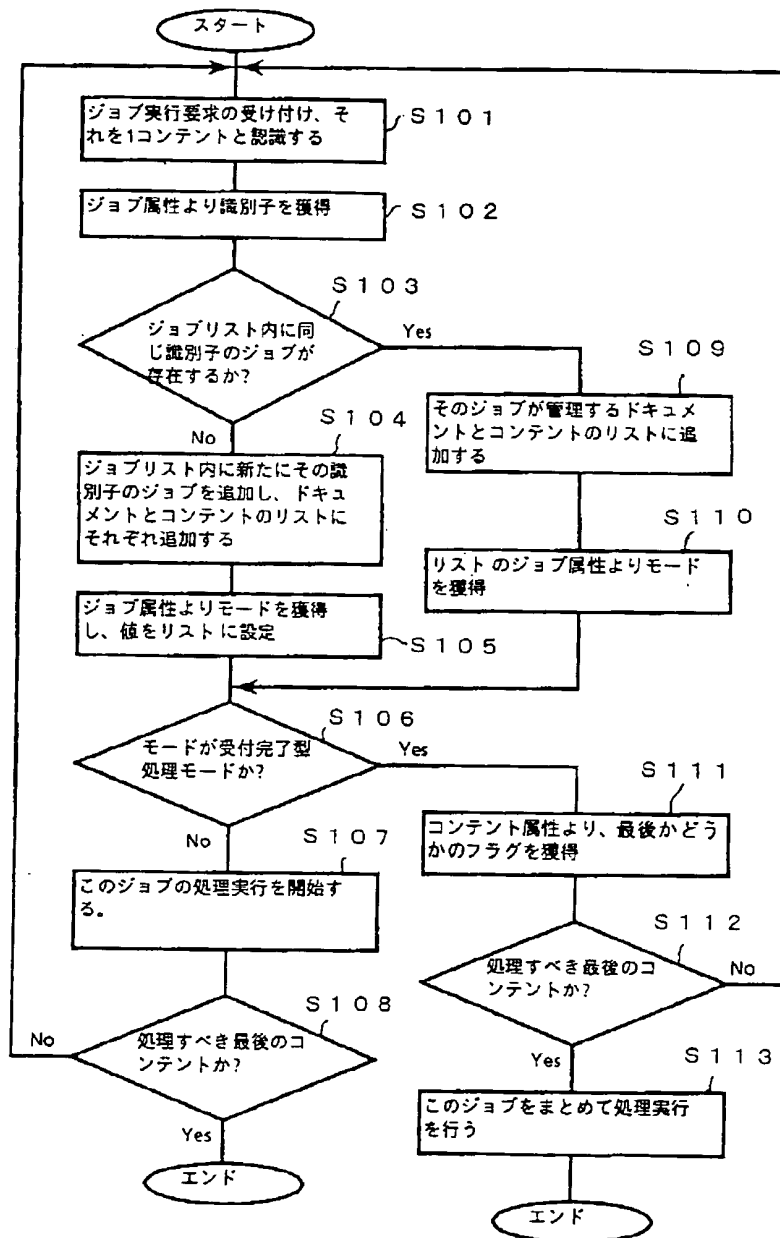 スタート
ジョブ実行要求の受け付け、そ
れを1コンテントと認識する
S101
ジョブ属性より識別子を獲得
S102
S103
ジョブリスト内に同
じ識別子のジョブが
存在するか?
Yes
No
S104
ジョブリスト内に新たにその識
別子のジョブを追加し、ドキュ
メントとコンテントのリストに
それぞれ追加する
S109
そのジョブが管理するドキュメ
ントとコンテントのリストに追
加する
S110
リストのジョブ属性よりモード
を獲得
ジョブ属性よりモードを獲得
し、値をリストに設定
S105
S106
モードが受付完了型
処理モードか?
Yes
No
S107
このジョブの処理実行を開始す
る。
S108
処理すべき最後のコ
ンテントか?
No
Yes
エンド
S111
コンテント属性より、最後かどう
かのフラグを獲得
S112
処理すべき最後のコ
ンテントか?
No
Yes
S113
このジョブをまとめて処理実行
を行う
エンド